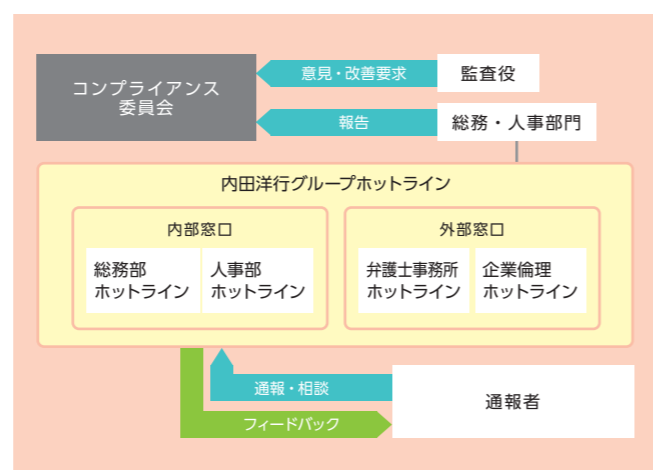 コンプライアンス
委員会
意見・改善要求
監査役
報告
総務・人事部門
内田洋行グループホットライン
内部窓口
総務部
ホットライン
人事部
ホットライン
外部窓口
弁護士事務所
ホットライン
企業倫理
ホットライン
通報・相談
通報者
フィードバック